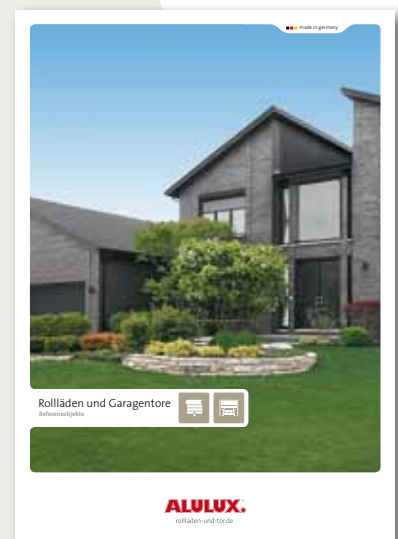 made in germany
Rollläden und Garagentore
Referenzobjekte
ALULUX.
rollladen-und-tor.de